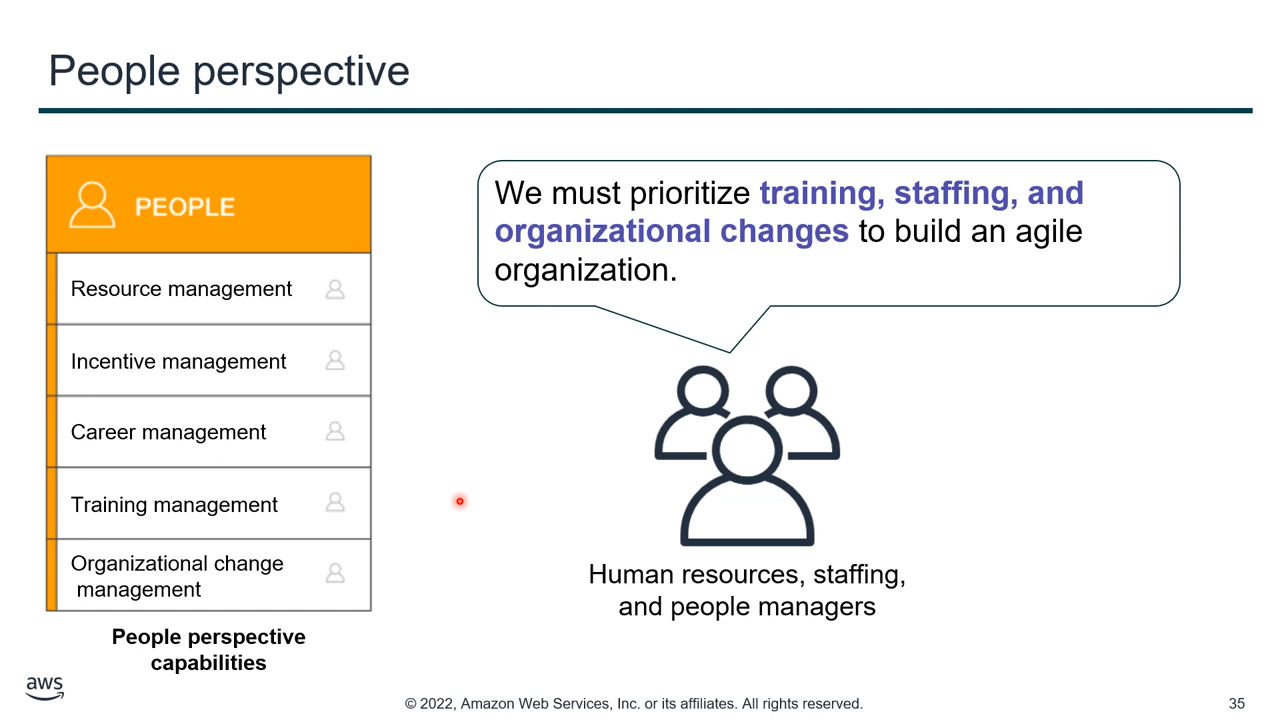 People perspective
PEOPLE
Resource management
Incentive management
Career management
Training management
Organizational change
management
People perspective
capabilities
We must prioritize training, staffing, and
organizational changes to build an agile
organization.
Human resources, staffing,
and people managers
aws
© 2022, Amazon Web Services, Inc. or its affiliates. All rights reserved.
35